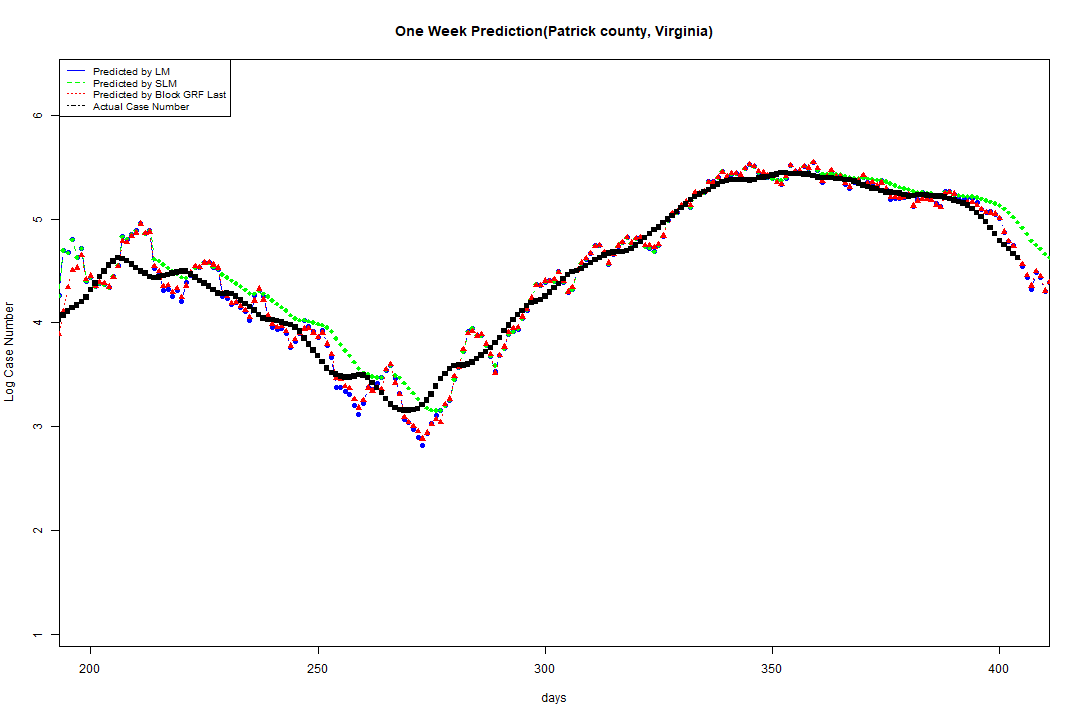 One Week Prediction(Patrick county, Virginia)
Predicted by LM
Predicted by SLM
Predicted by Block GRF Last
Actual Case Number
Log Case Number
6
5
4
3
2
1
200 250 300 350 400
days